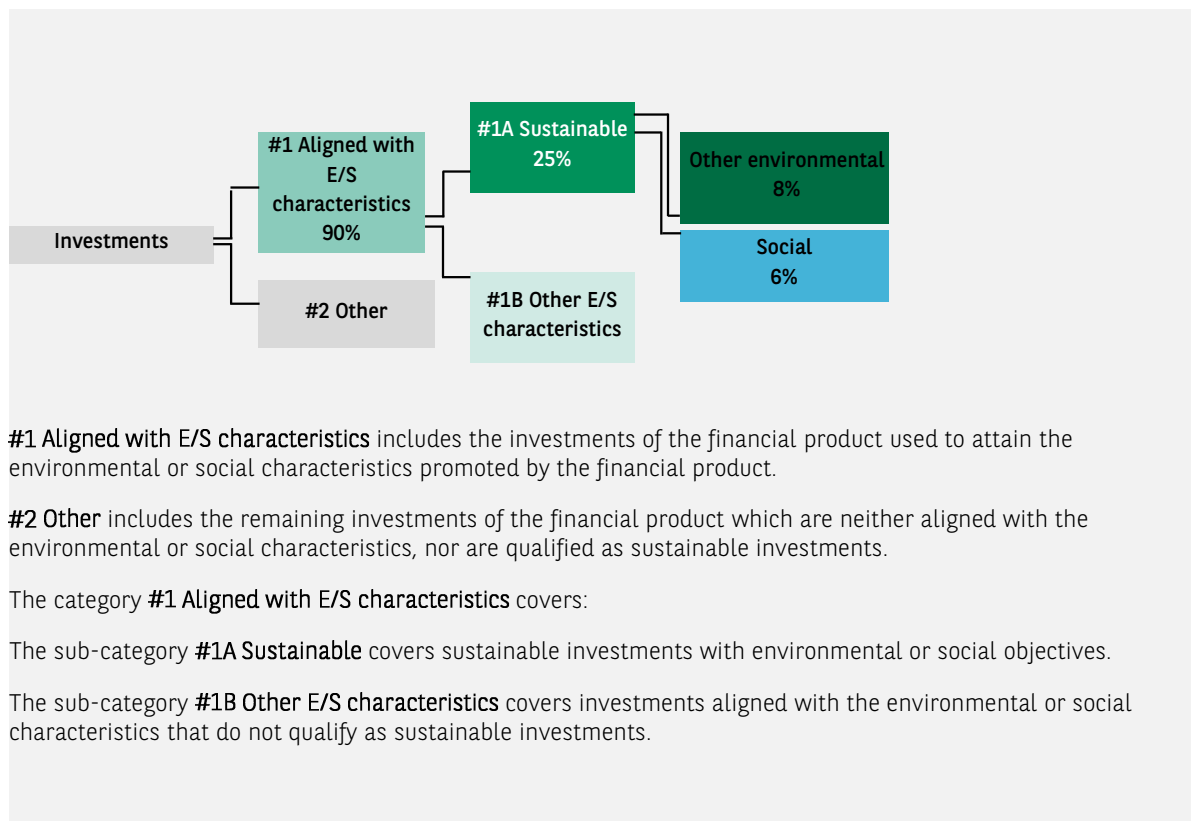 #1 Aligned with
E/S
characteristics
90%
#1A Sustainable
25%
Other environmental
8%
Investments
Social
6%
#2 Other
#1B Other E/S
characteristics
#1 Aligned with E/S characteristics includes the investments of the financial product used to attain the
environmental or social characteristics promoted by the financial product.
#2 Other includes the remaining investments of the financial product which are neither aligned with the
environmental or social characteristics, nor are qualified as sustainable investments.
The category #1 Aligned with E/S characteristics covers:
The sub-category #1A Sustainable covers sustainable investments with environmental or social objectives.
The sub-category #1B Other E/S characteristics covers investments aligned with the environmental or social
characteristics that do not qualify as sustainable investments.